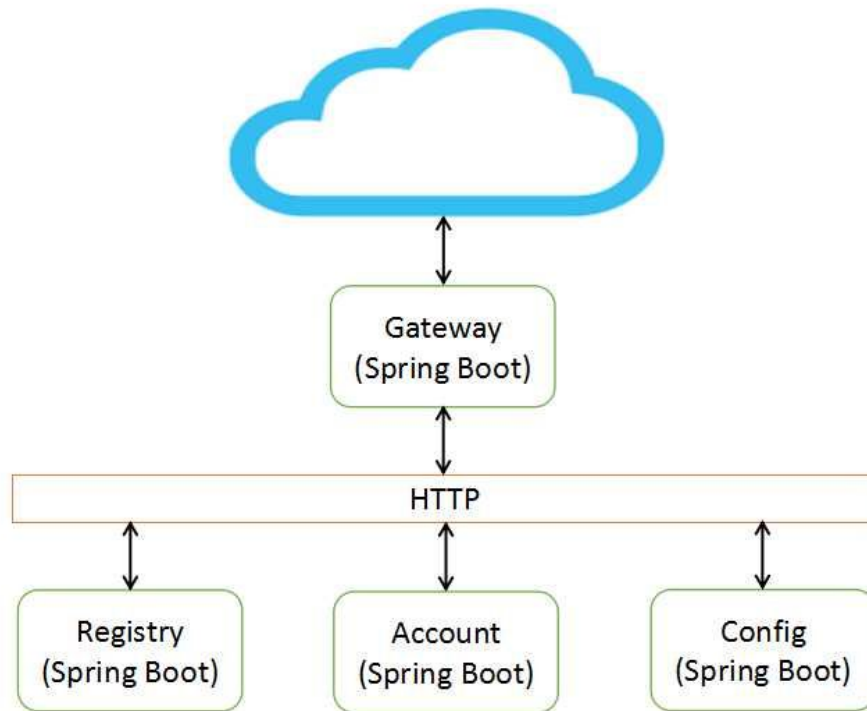 Gateway
(Spring Boot)
HTTP
Registry
(Spring Boot)
Account
(Spring Boot)
Config
(Spring Boot)